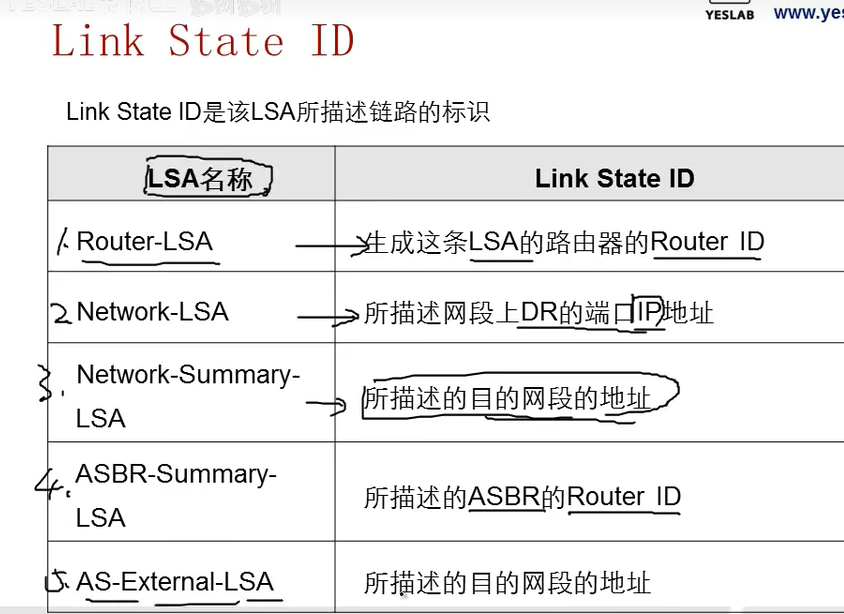 YESLAB www.yes
Link State ID
Link State ID是该LSA所描述链路的标识
LSA名称 Link State ID
1. Router-LSA 生成这条LSA的路由器的Router ID
2 Network-LSA 所描述网段上DR的端口IP地址
3. Network-Summary-
LSA
所描述的目的网段的地址
4. ASBR-Summary-
LSA
所描述的ASBR的Router ID
5. AS-External-LSA 所描述的目的网段的地址